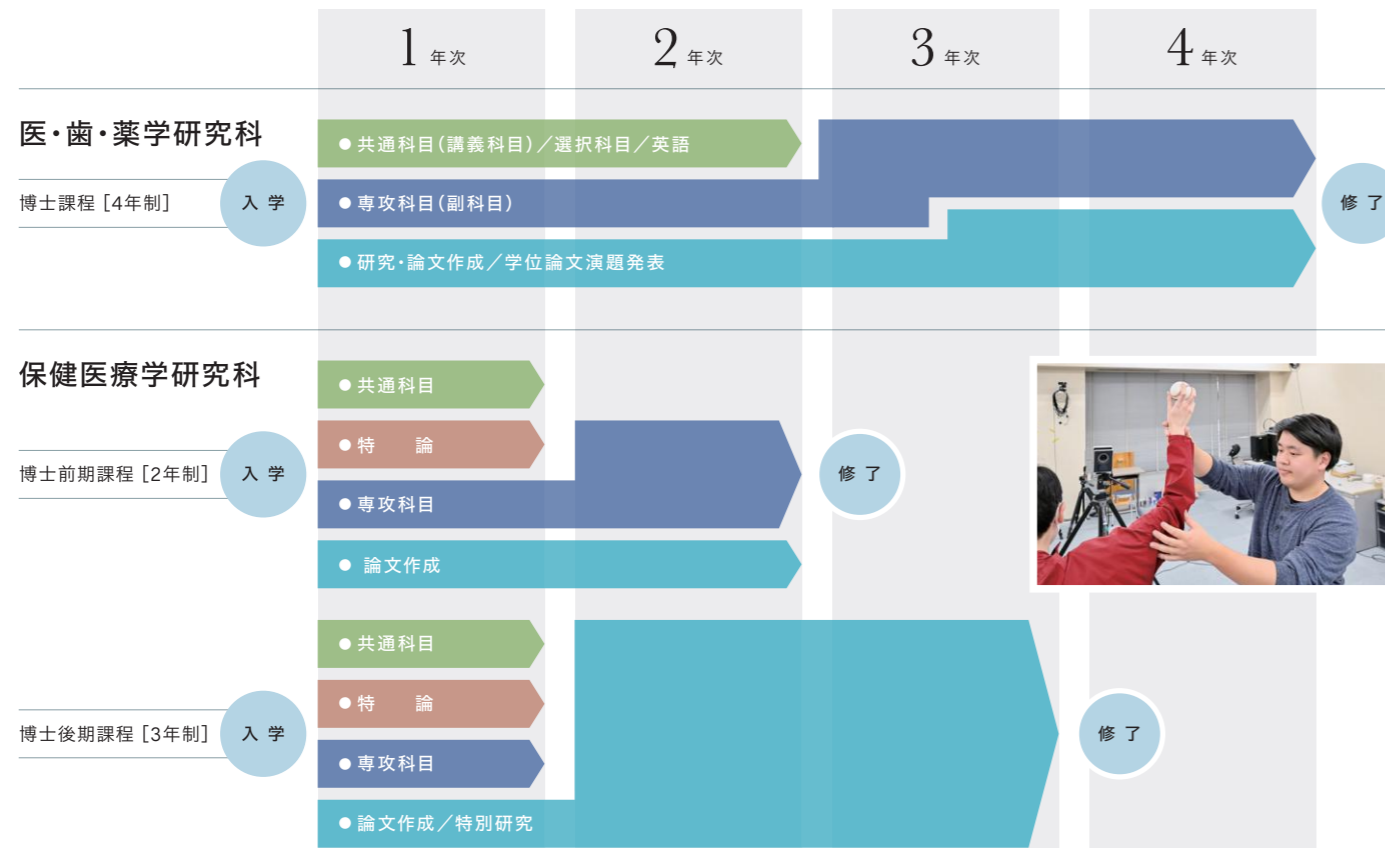 1 年次
2 年次
3 年次
4 年次
医・歯・薬学研究科
博士課程 [4年制]
入 学
●共通科目（講義科目）／選択科目／英語
●専攻科目（副科目）
●研究・論文作成／学位論文演題発表
修 了
保健医療学研究科
博士前期課程 [2年制]
入 学
●共通科目
●特　　論
●専攻科目
● 論文作成
修 了
博士後期課程 [3年制]
入 学
●共通科目
●特　　論
●専攻科目
●論文作成／特別研究
修 了